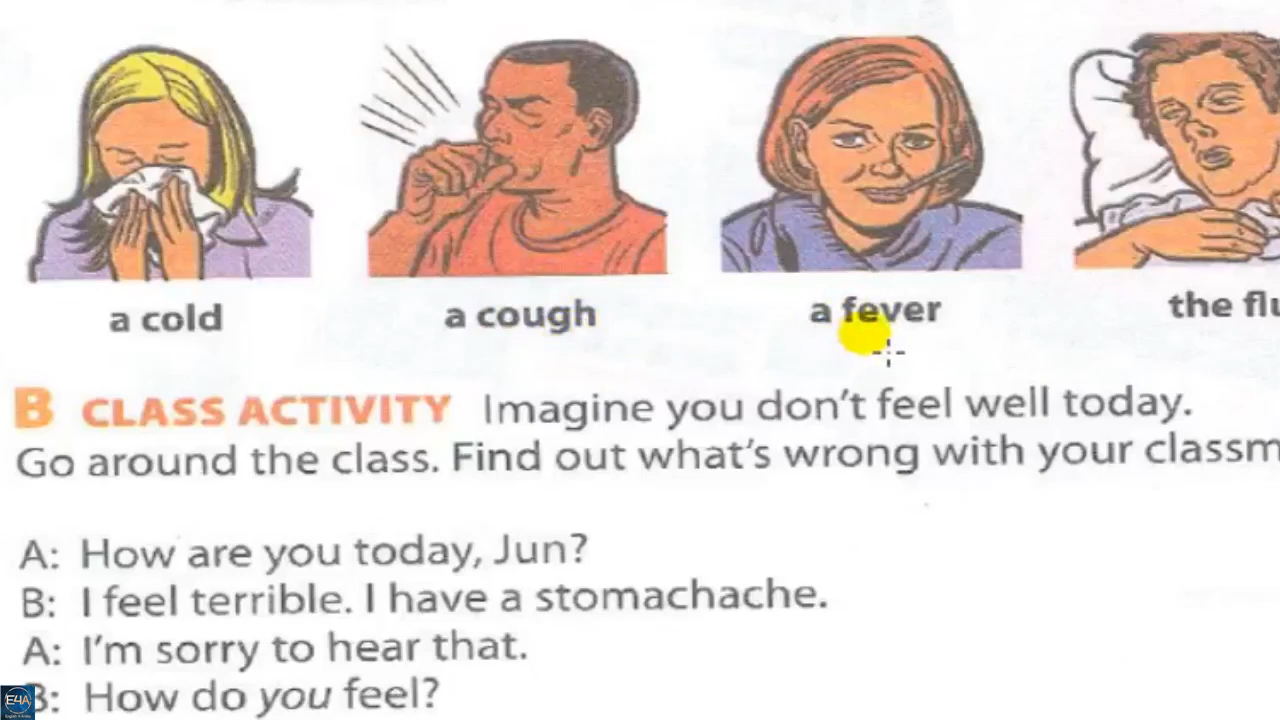 a cold
a cough
a fever
the flu
B CLASS ACTIVITY Imagine you don't feel well today.
Go around the class. Find out what's wrong with your classm
A: How are you today, Jun?
B: I feel terrible. I have a stomachache.
A: I'm sorry to hear that.
B: How do you feel?
E4A